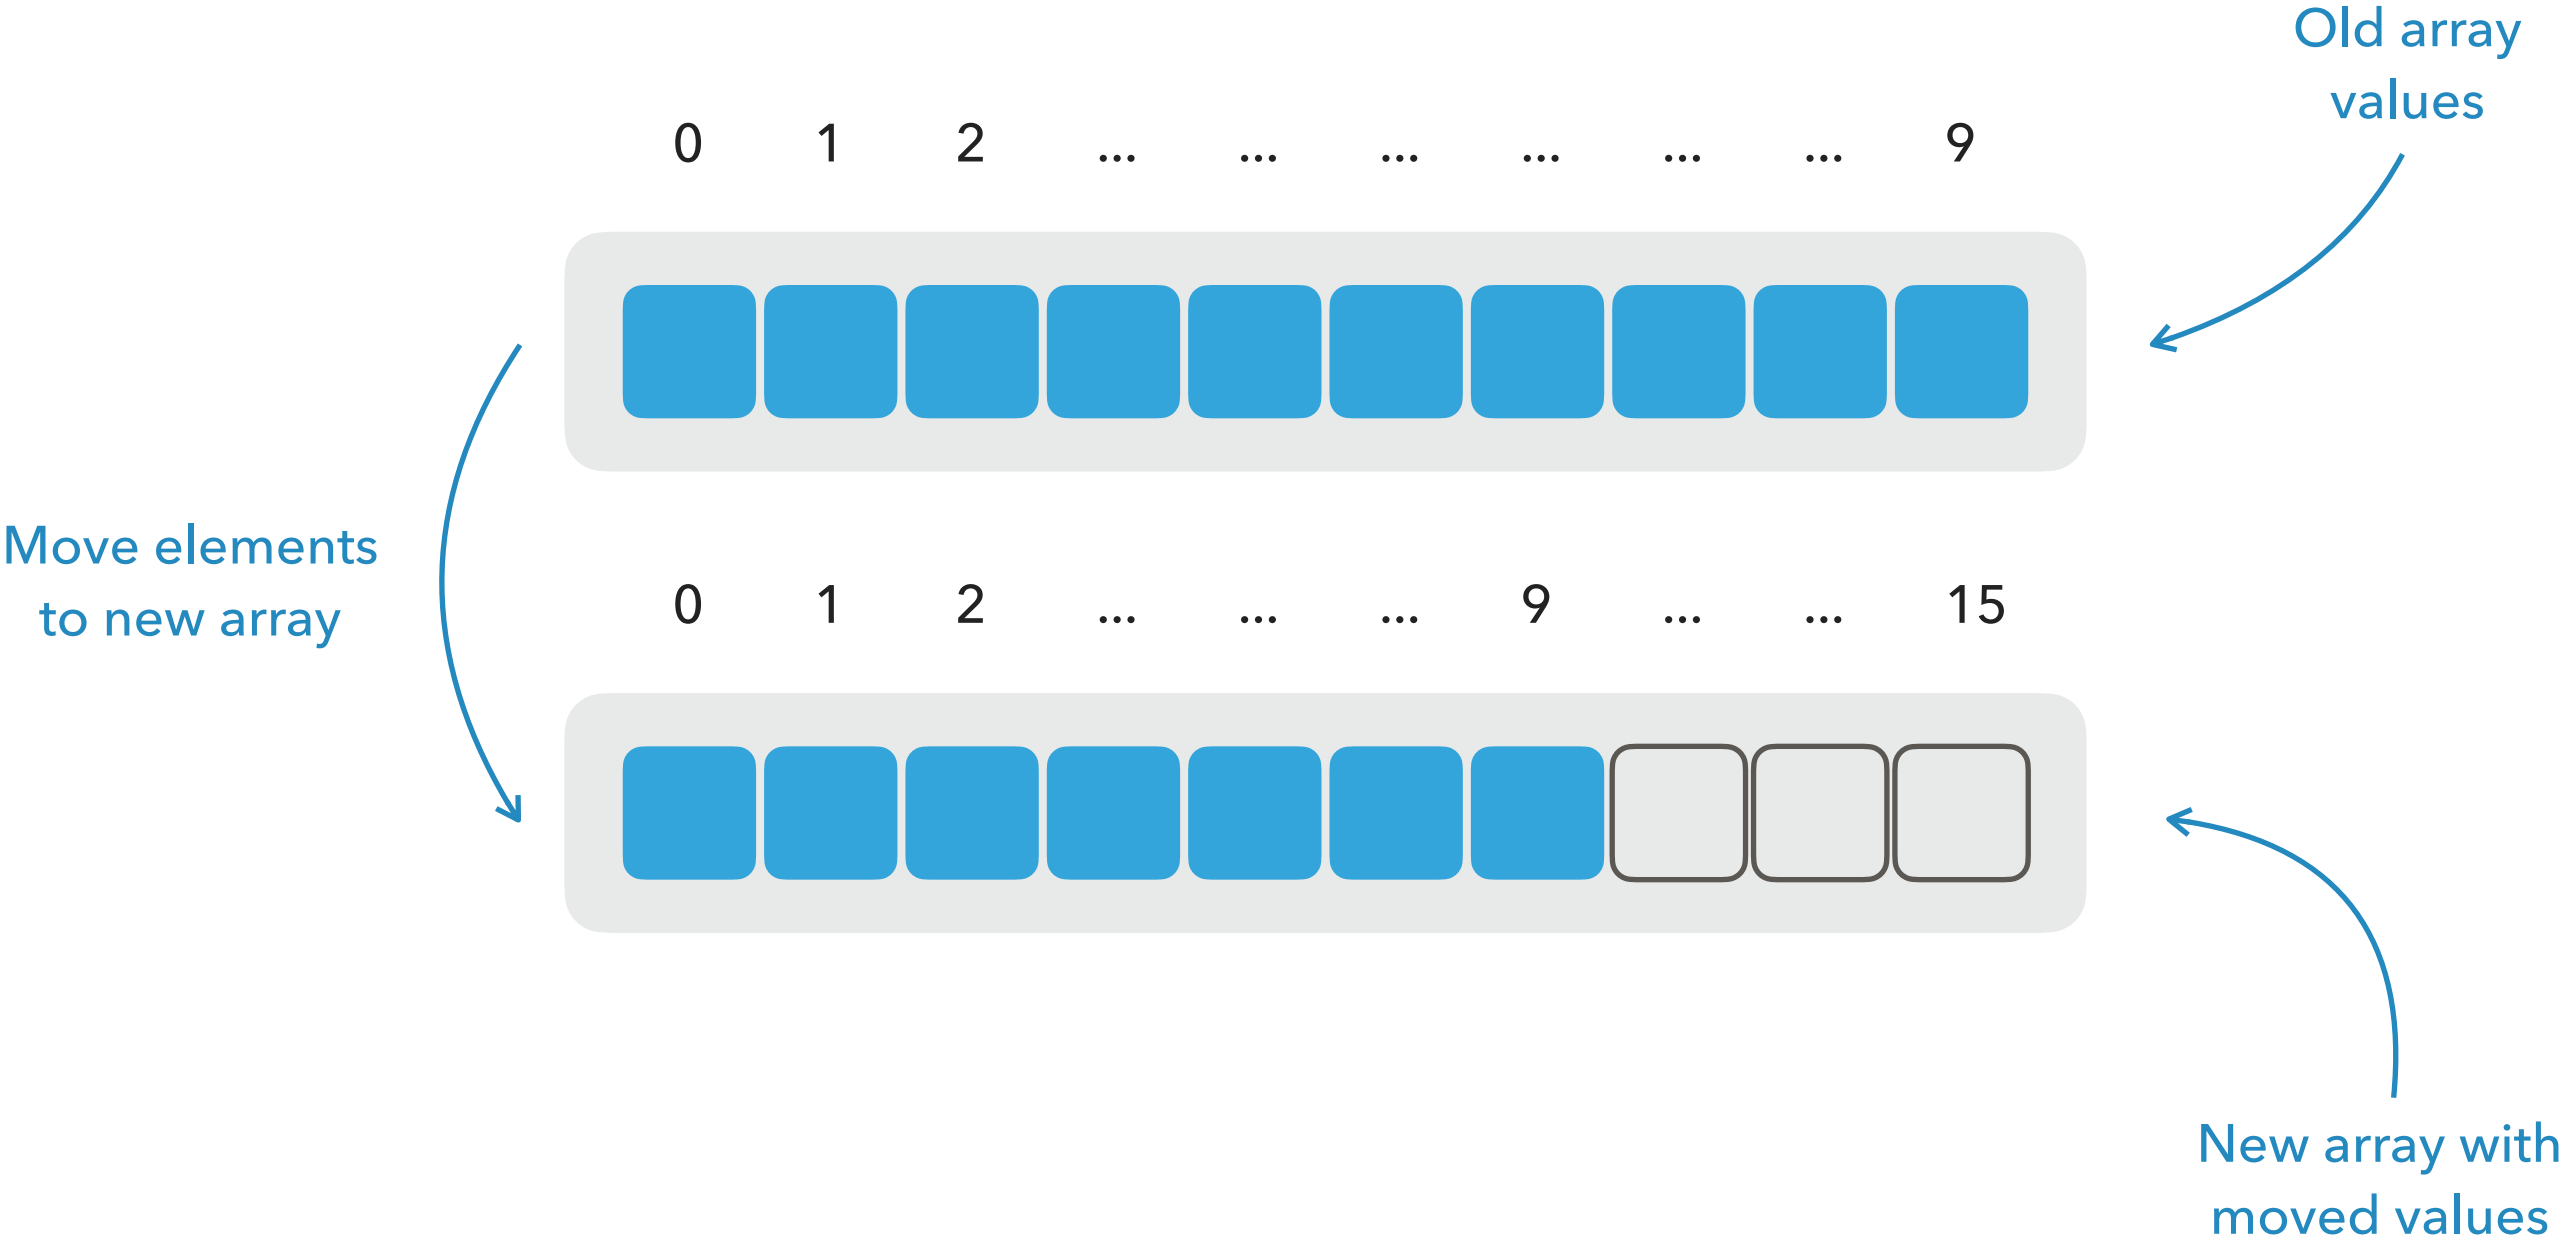 Old array
values
0 1 2 ... ... ... ... ... ... 9
Move elements
to new array
0 1 2 ... ... ... 9 ... ... 15
New array with
moved values